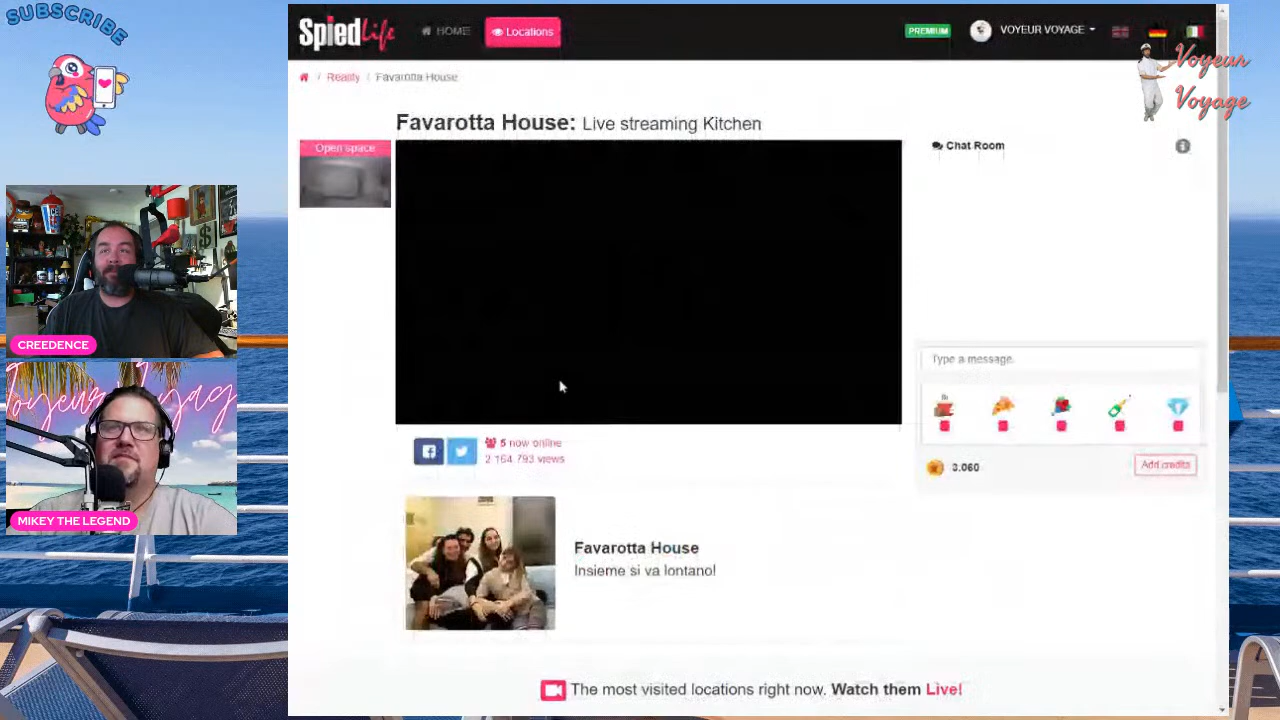 SUBSCRIBE
SpiedLife
HOME
Locations
PREMIUM
VOYEUR VOYAGE
Voyeur
Voyage
/ Reality / Favarotta House
Favarotta House: Live streaming Kitchen
Open space
Chat Room
CREEDENCE
Type a message.
5 now online
2 164 793 views
3.060
Add credits
MIKEY THE LEGEND
Favarotta House
Insieme si va lontano!
The most visited locations right now. Watch them Live!